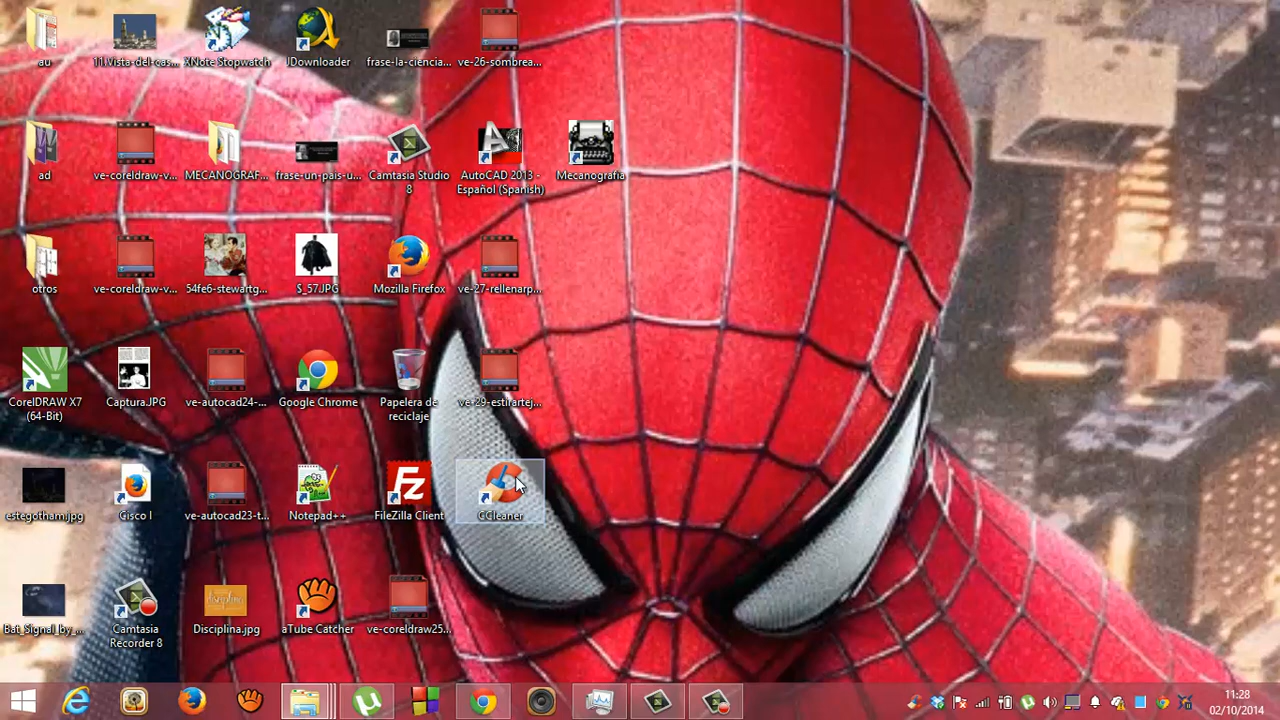 au
11.Vista-del-cas...
XNote Stopwatch
JDownloader
frase-la-ciencia...
ve-26-sombrea...
ad
ve-coreldraw-v...
MECANOGRAF...
frase-un-pais-u...
Camtasia Studio
8
AutoCAD 2013 -
Español (Spanish)
Mecanografia
otros
ve-coreldraw-v...
54fe6-stewartg...
$_57.JPG
Mozilla Firefox
ve-27-rellenarp...
CorelDRAW X7
(64-Bit)
Captura.JPG
ve-autocad24-...
Google Chrome
Papelera de
reciclaje
ve-29-estirartej...
estegotham.jpg
Cisco I
ve-autocad23-t...
Notepad++
FileZilla Client
CCleaner
Bat_Signal_by_...
Camtasia
Recorder 8
Disciplina.jpg
aTube Catcher
ve-coreldraw25...
11:28
02/10/2014